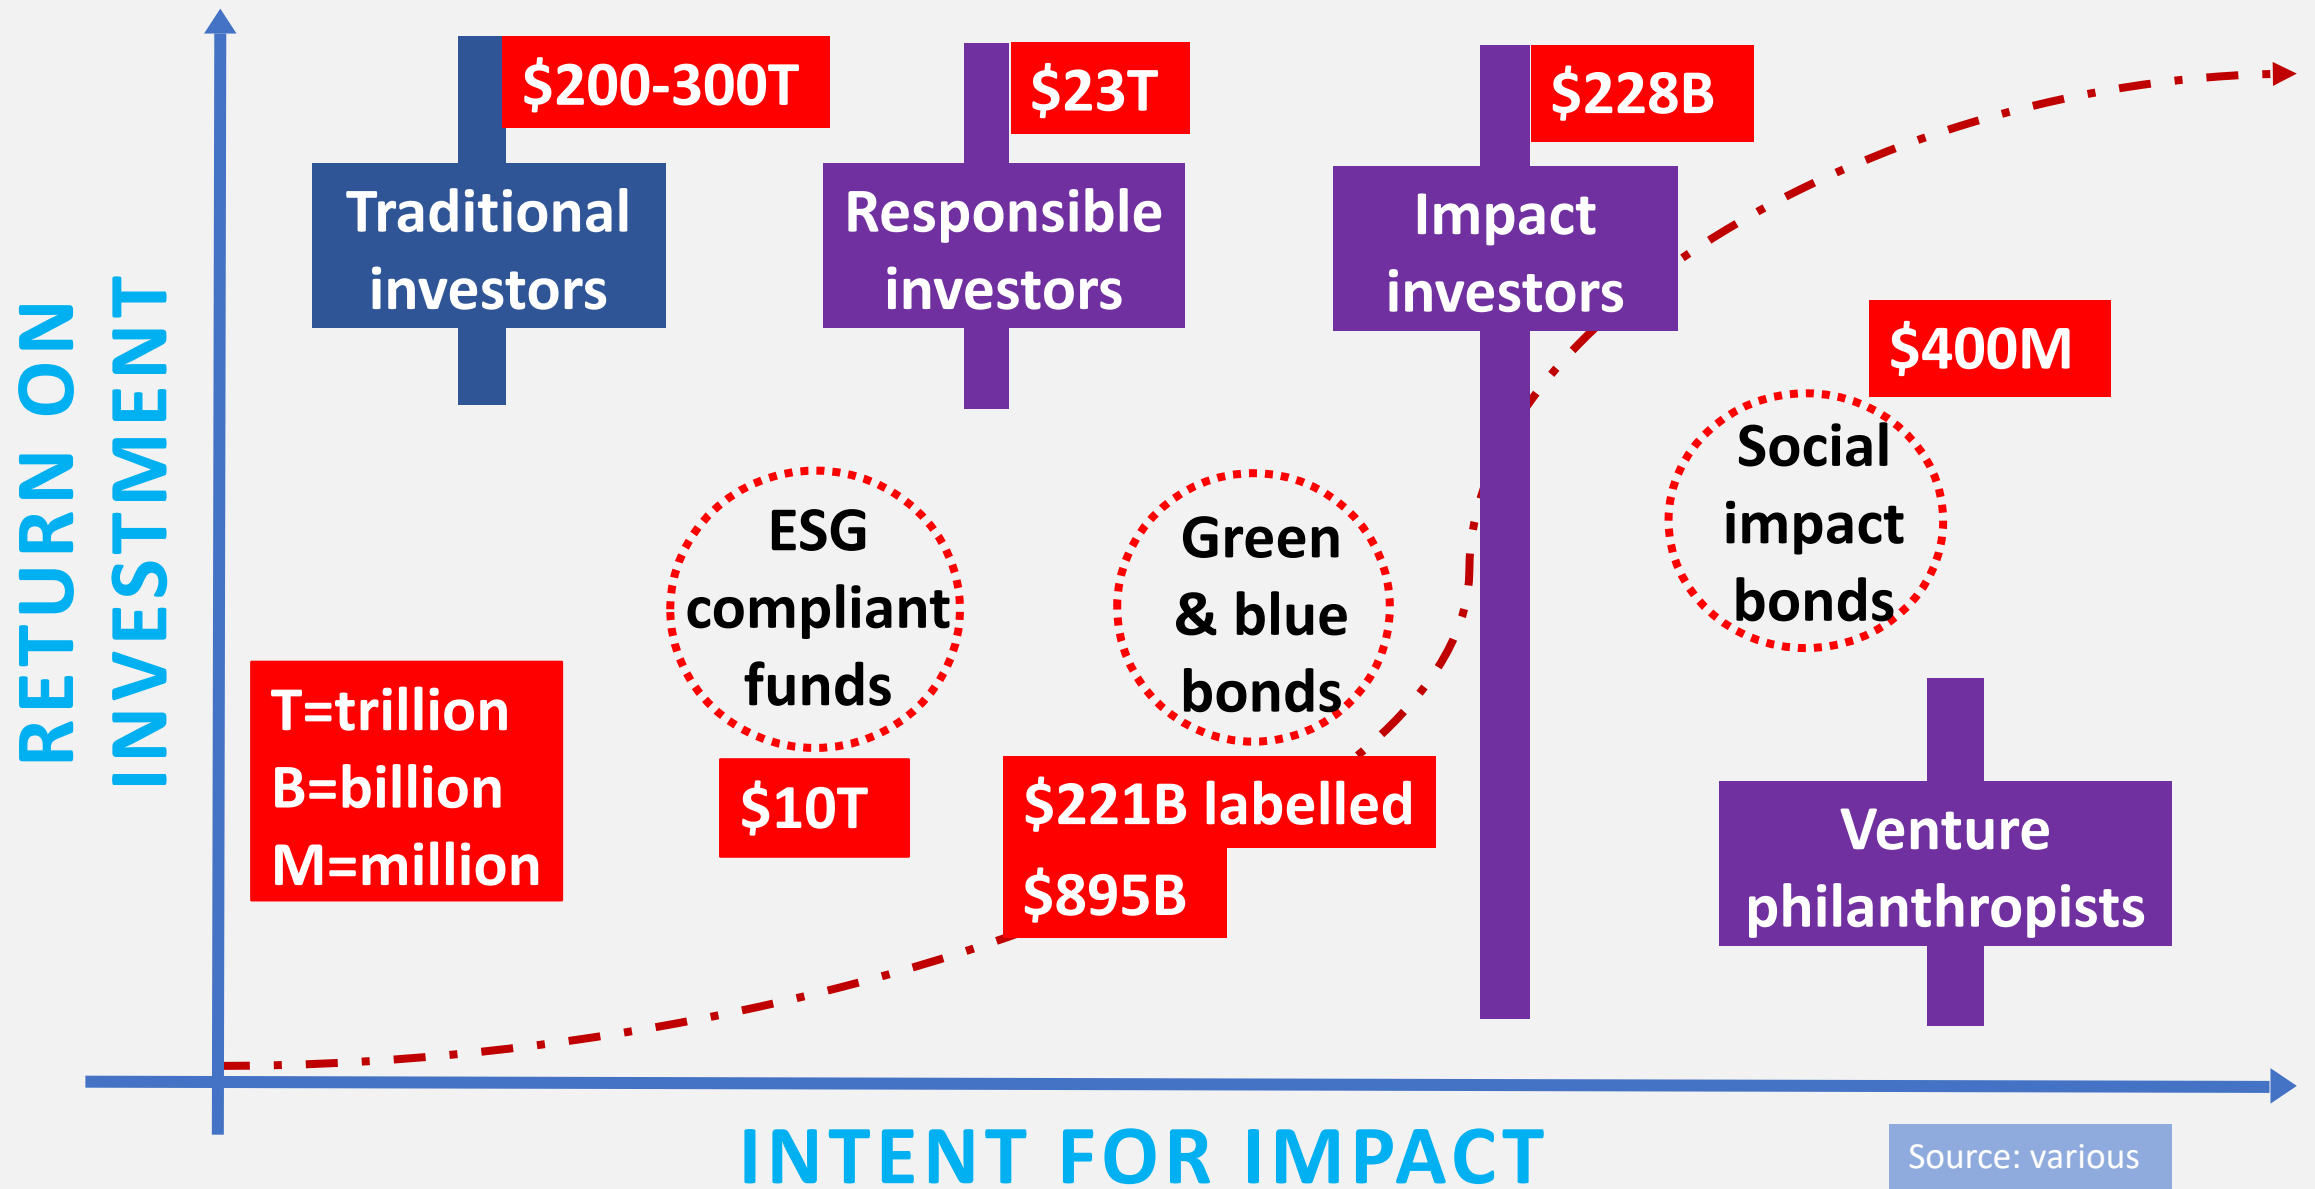 RETURN ON
INVESTMENT
$200-300T
Traditional
investors
$23T
Responsible
investors
$228B
Impact
investors
$400M
Social
impact
bonds
ESG
compliant
funds
$10T
Green
& blue
bonds
$221B labelled
$895B
T=trillion
B=billion
M=million
Venture
philanthropists
INTENT FOR IMPACT
Source: various